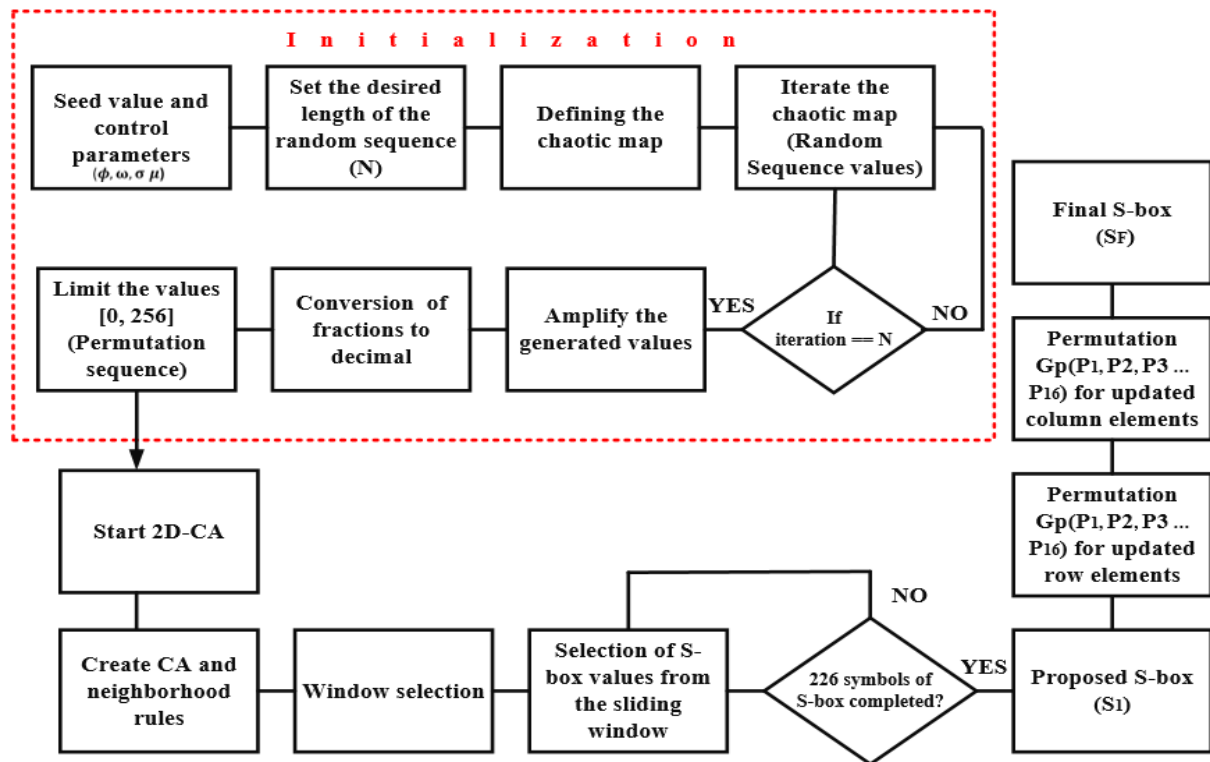 I n i t i a l i z a t i o n
Seed value and
control
parameters
(ϕ, ω, σ μ)
Set the desired
length of the
random sequence
(N)
Defining the
chaotic map
Iterate the
chaotic map
(Random
Sequence values)
If
iteration == N
NO
YES
Amplify the
generated values
Conversion of
fractions to
decimal
Limit the values
[0, 256]
(Permutation
sequence)
Start 2D-CA
Create CA and
neighborhood
rules
Window selection
Selection of S-
box values from
the sliding
window
226 symbols of
S-box completed?
NO
YES
Proposed S-box
(S1)
Permutation
Gp(P1, P2, P3 ...
P16) for updated
row elements
Permutation
Gp(P1, P2, P3 ...
P16) for updated
column elements
Final S-box
(SF)